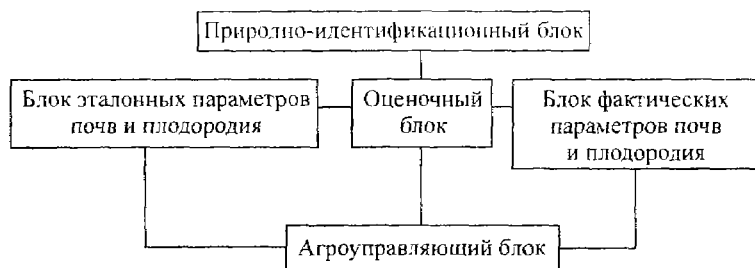 Природно-идентификационный блок
Блок эталонных параметров
почв и плодородия
Оценочный
блок
Блок фактических
параметров почв
и плодородия
Агроуправляющий блок